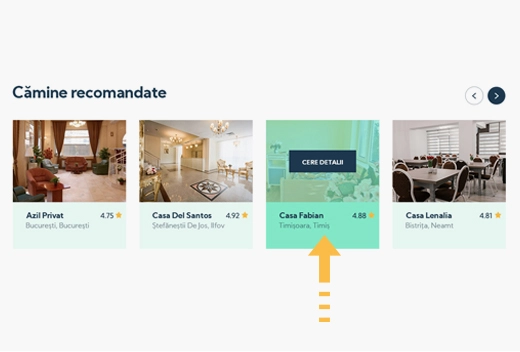 Cămine recomandate
CERE DETALII
Azil Privat 4.75
București, București
Casa Del Santos 4.92
Ștefăneștii De Jos, Ilfov
Casa Fabian 4.88
Timișoara, Timiș
Casa Lenalia 4.81
Bistrița, Neamt